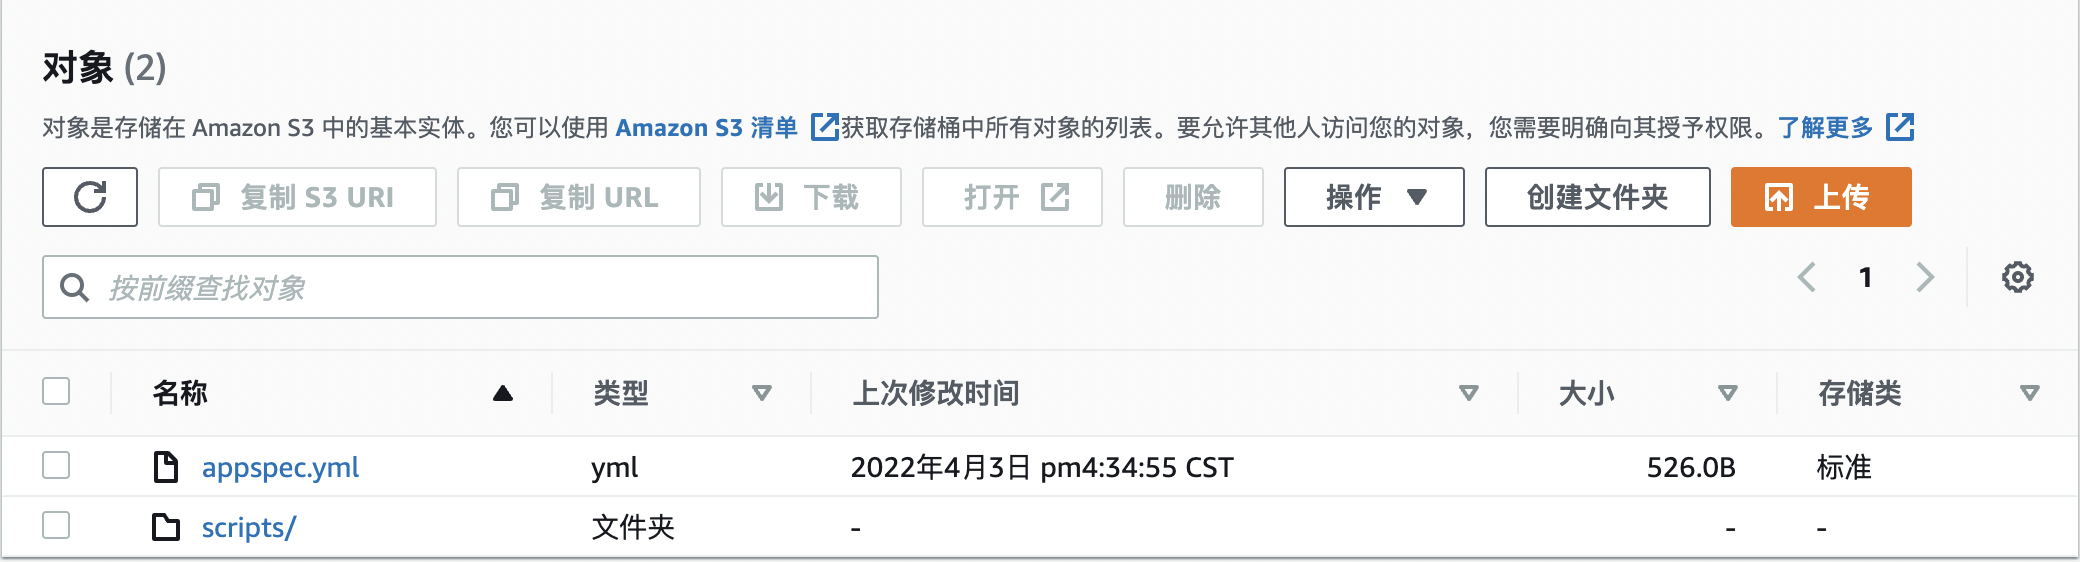 对象 (2)
对象是存储在 Amazon S3 中的基本实体。您可以使用 Amazon S3 清单 获取存储桶中所有对象的列表。要允许其他人访问您的对象，您需要明确向其授予权限。了解更多
复制 S3 URI 复制 URL 下载 打开 删除 操作 创建文件夹 上传
按前缀查找对象 1
名称 类型 上次修改时间 大小 存储类
appspec.yml yml 2022年4月3日 pm4:34:55 CST 526.0B 标准
scripts/ 文件夹 - - -